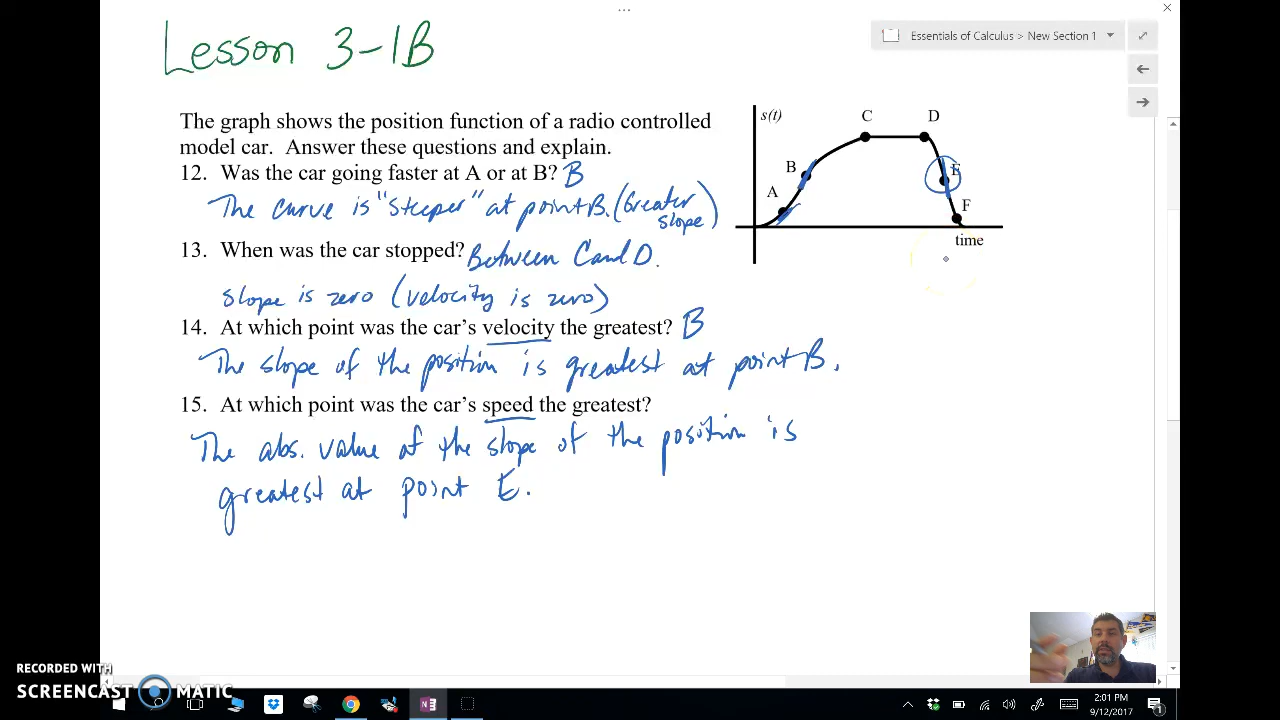 Lesson 3-1B
Essentials of Calculus > New Section 1
The graph shows the position function of a radio controlled
model car. Answer these questions and explain.
12. Was the car going faster at A or at B? B
The curve is "steeper" at point B. (Greater slope)
13. When was the car stopped? Between C and D.
Slope is zero (velocity is zero)
14. At which point was the car's velocity the greatest? B
The slope of the position is greatest at point B.
15. At which point was the car's speed the greatest?
The abs. value of the slope of the position is
greatest at point E.
s(t)
C
D
B
E
A
F
time
RECORDED WITH
SCREENCAST MATIC
2:01 PM
9/12/2017